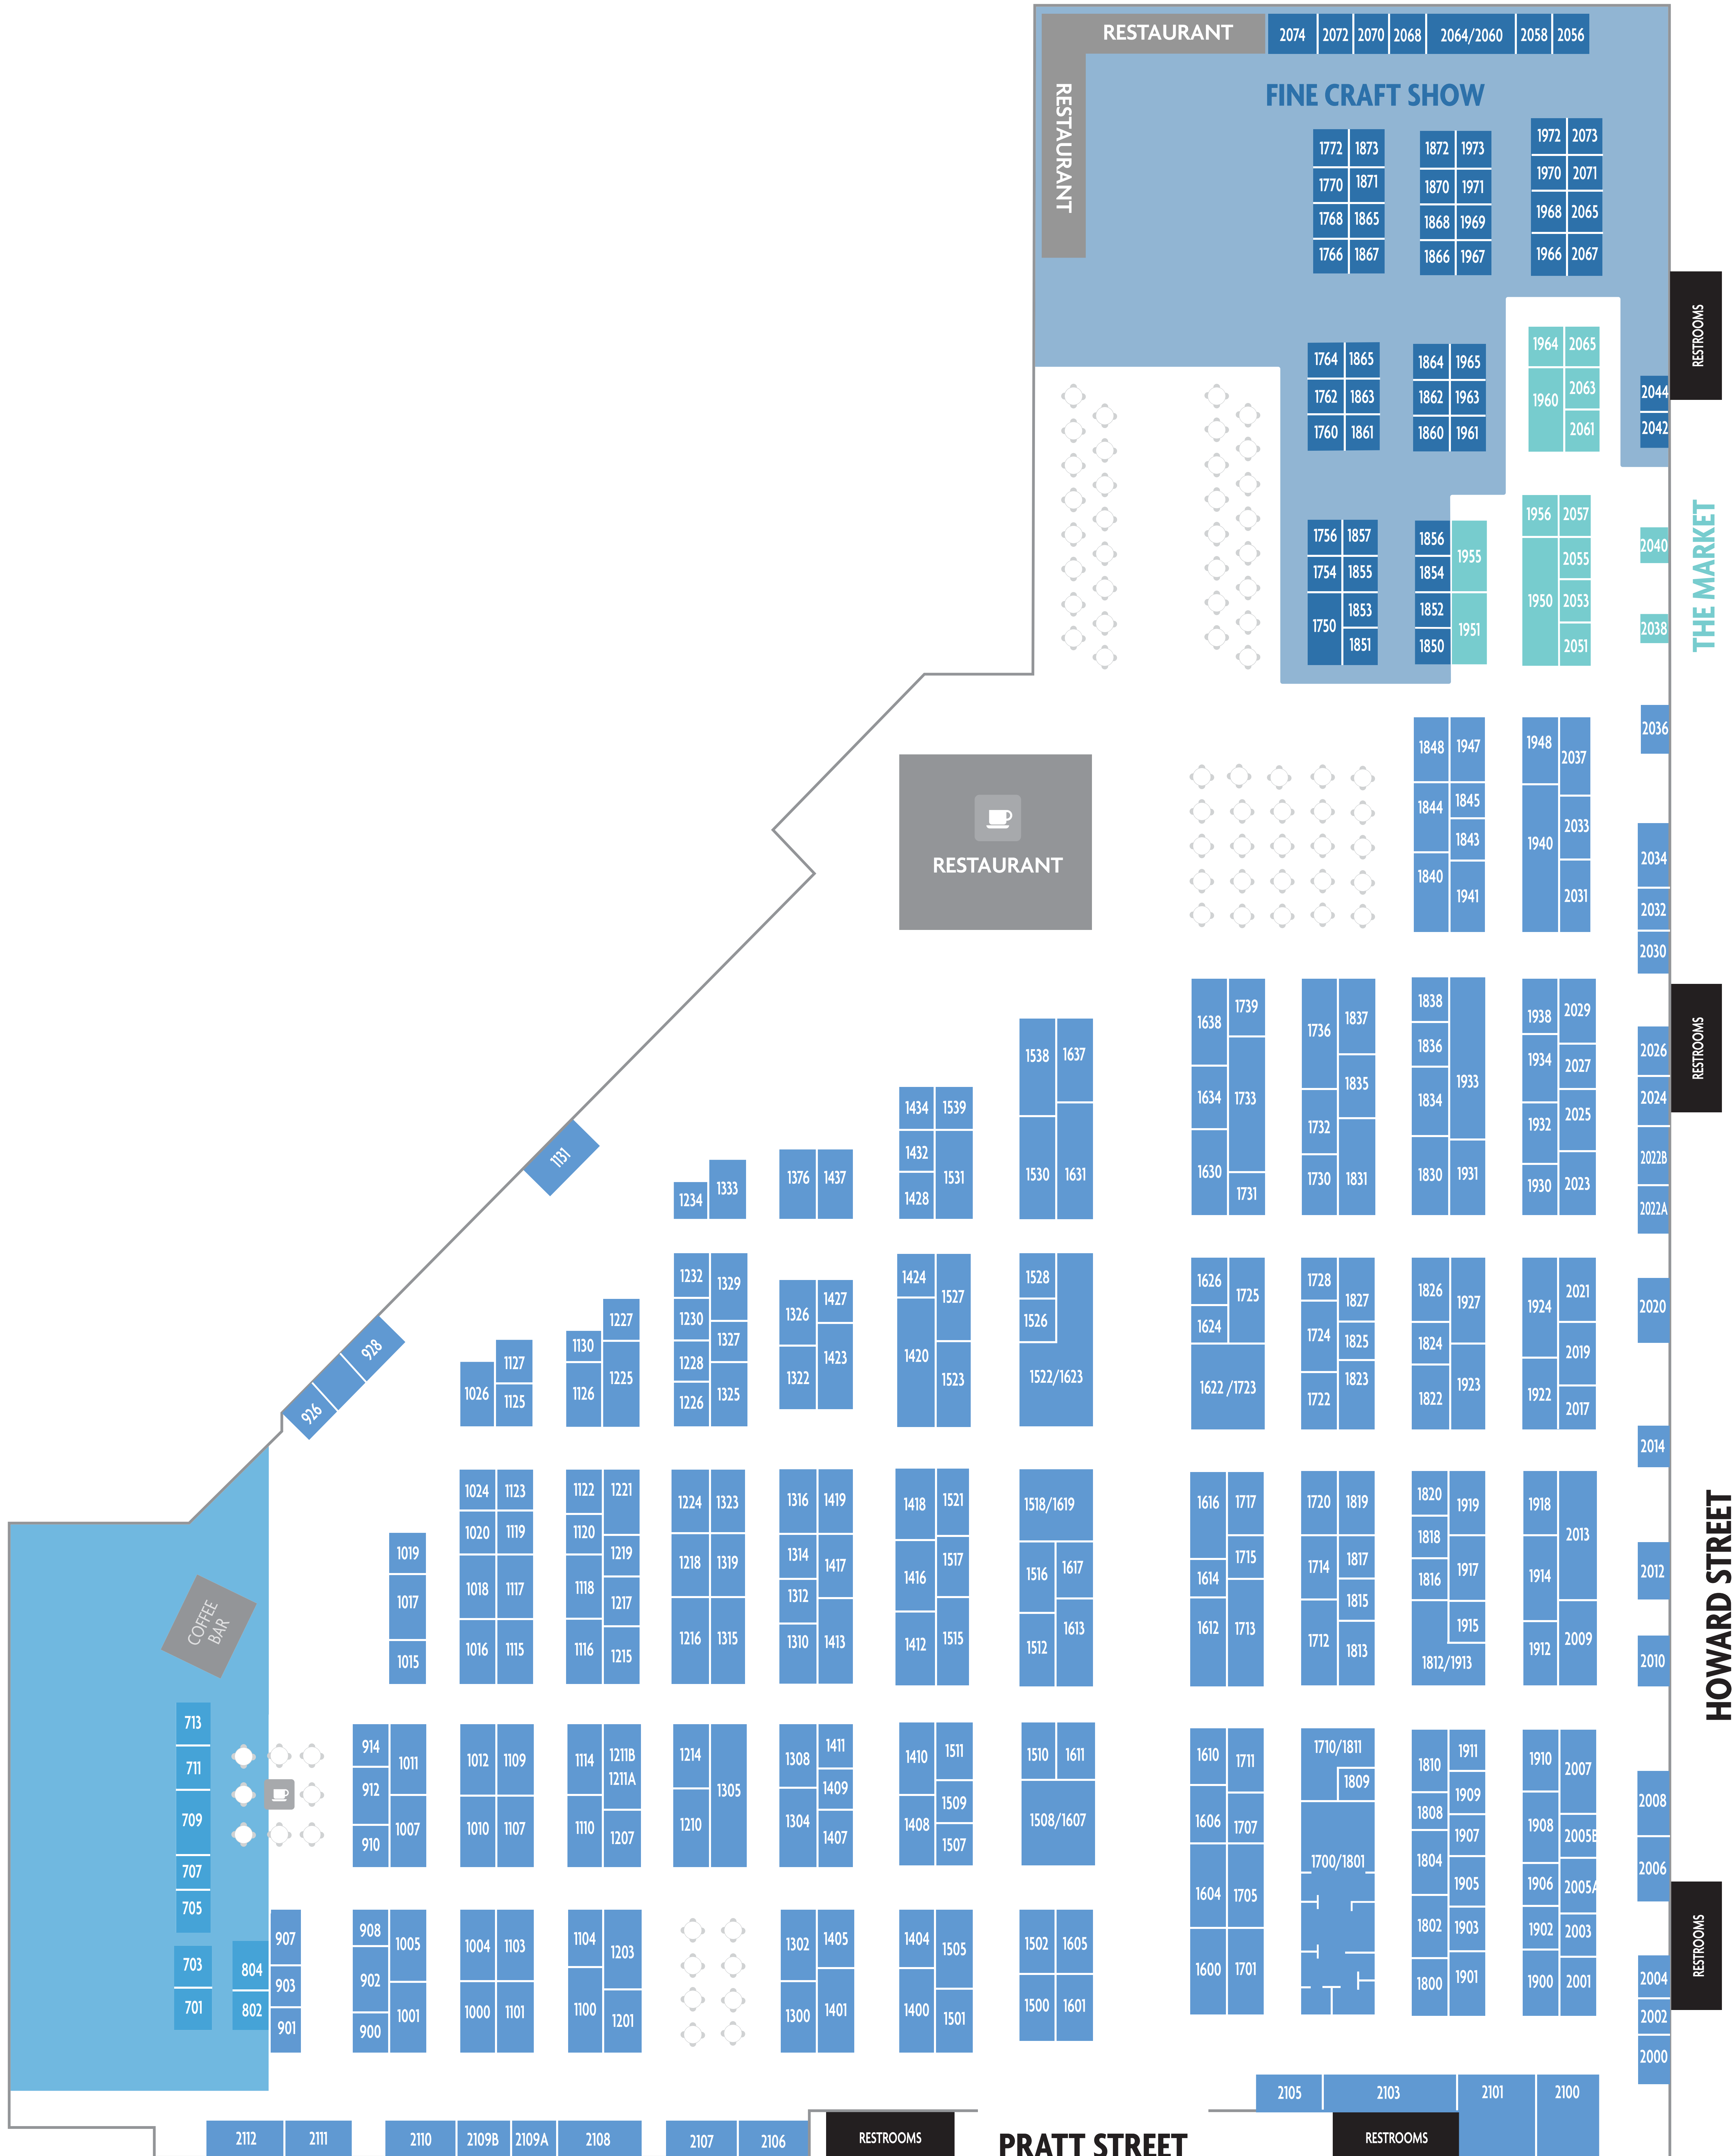 RESTAURANT
2074 2072 2070 2068 2064/2060 2058 2056
RESTAURANT
FINE CRAFT SHOW
1772 1873 1872 1973 1972 2073
1770 1871 1870 1971 1970 2071
1768 1865 1868 1969 1968 2065
1766 1867 1866 1967 1966 2067
RESTROOMS
1764 1865 1864 1965 1964 2065
1762 1863 1862 1963 1960 2063 2044
1760 1861 1860 1961 2061 2042
THE MARKET
1756 1857 1856 1955 1956 2057 2040
1754 1855 1854 2055
1750 1853 1852 1951 1950 2053 2038
1851 1850 2051
2036
1848 1947 1948 2037
1844 1845 2033
1843 1940 2034
1840 1941 2031 2032
2030
RESTAURANT
1638 1739 1736 1837 1838 1933 1938 2029
1538 1637 1836 1934 2027 2026
RESTROOMS
1634 1733 1732 1835 1834 1932 2025 2024
1434 1539
1432 1531 1530 1631 1630 1731 1730 1831 1830 1931 1930 2023 2022B
1428 2022A
1131
1234 1333 1376 1437
1232 1329 1326 1427 1424 1527 1528 1626 1725 1728 1827 1826 1927 1924 2021 2020
1227 1230 1327 1526 1624 1724 1825 1824 2019
1127 1130 1225 1228 1325 1322 1423 1420 1523 1522/1623 1622 /1723 1722 1823 1822 1923 1922 2017
1026 1125 1126 1226
928
926
2014
HOWARD STREET
1024 1123 1122 1221 1224 1323 1316 1419 1418 1521 1518/1619 1616 1717 1720 1819 1820 1919 1918 2013
1019 1020 1119 1120 1219 1218 1319 1314 1417 1416 1517 1516 1617 1614 1715 1714 1817 1818 1917 1914 2012
1017 1018 1117 1118 1217 1312 1815 1816
1015 1016 1115 1116 1215 1216 1315 1310 1413 1412 1515 1512 1613 1612 1713 1712 1813 1812/1913 1915 1912 2009 2010
COFFEE
BAR
713
711
709
707
705
703
701
804
802
914 1011 1012 1109 1114 1211B 1214 1305 1308 1411 1410 1511 1510 1611 1610 1711 1710/1811 1810 1911 1910 2007 2008
912 1211A 1409 1509 1809 1808 1909
910 1007 1010 1107 1110 1207 1210 1304 1407 1408 1507 1508/1607 1606 1707 1700/1801 1804 1907 1908 2005B 2006
1604 1705 1905 1906 2005A
907 908 1005 1004 1103 1104 1203 1302 1405 1404 1505 1502 1605 1802 1903 1902 2003
RESTROOMS
903 902 1600 1701 1800 1901 1900 2001 2004
901 900 1001 1000 1101 1100 1201 1300 1401 1400 1501 1500 1601 2002
2000
2105 2103 2101 2100
2112 2111 2110 2109B 2109A 2108 2107 2106 RESTROOMS PRATT STREET RESTROOMS